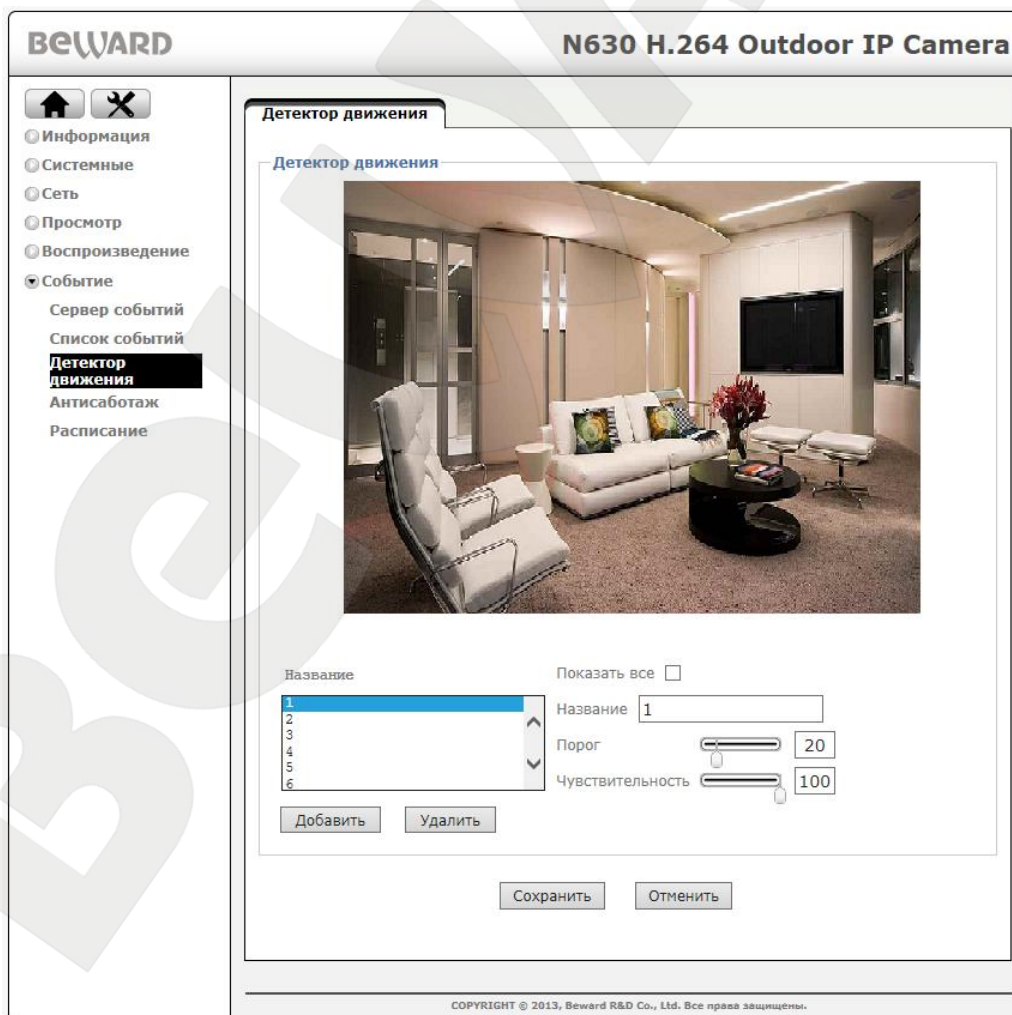 BEWARD
N630 H.264 Outdoor IP Camera
Информация
Системные
Сеть
Просмотр
Воспроизведение
Событие
Сервер событий
Список событий
Детектор
движения
Антисаботаж
Расписание
Детектор движения
Детектор движения
Название
1
2
3
4
5
6
Добавить
Удалить
Показать все
Название 1
Порог 20
Чувствительность 100
Сохранить
Отменить
COPYRIGHT © 2013, Beward R&D Co., Ltd. Все права защищены.